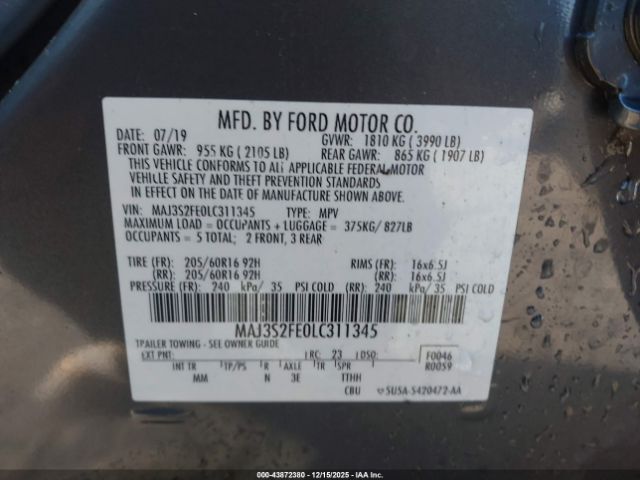 MFD. BY FORD MOTOR CO.
DATE: 07/19 GVWR: 1810 KG ( 3990 LB)
FRONT GAWR: 955 KG ( 2105 LB) REAR GAWR: 865 KG ( 1907 LB)
THIS VEHICLE CONFORMS TO ALL APPLICABLE FEDERAL MOTOR
VEHICLE SAFETY AND THEFT PREVENTION STANDARDS
IN EFFECT ON THE DATE OF MANUFACTURE SHOWN ABOVE.
VIN: MAJ3S2FE0LC311345 TYPE: MPV
MAXIMUM LOAD = OCCUPANTS + LUGGAGE = 375KG/ 827LB
OCCUPANTS = 5 TOTAL; 2 FRONT, 3 REAR
TIRE (FR): 205/60R16 92H RIMS (FR): 16x6.5J
(RR): 205/60R16 92H (RR): 16x6.5J
PRESSURE (FR): 240 kPa/ 35 PSI COLD (RR): 240 kPa/ 35 PSI COLD
MAJ3S2FE0LC311345
TRAILER TOWING - SEE OWNER GUIDE
EXT PNT: RC: 23 DSO: F0046
INT TR TP/PS R AXLE TR SPR R0059
MM N 3E TTHH
CBU SU5A-5420472-AA
000-43872380 - 12/15/2025 - IAA Inc.